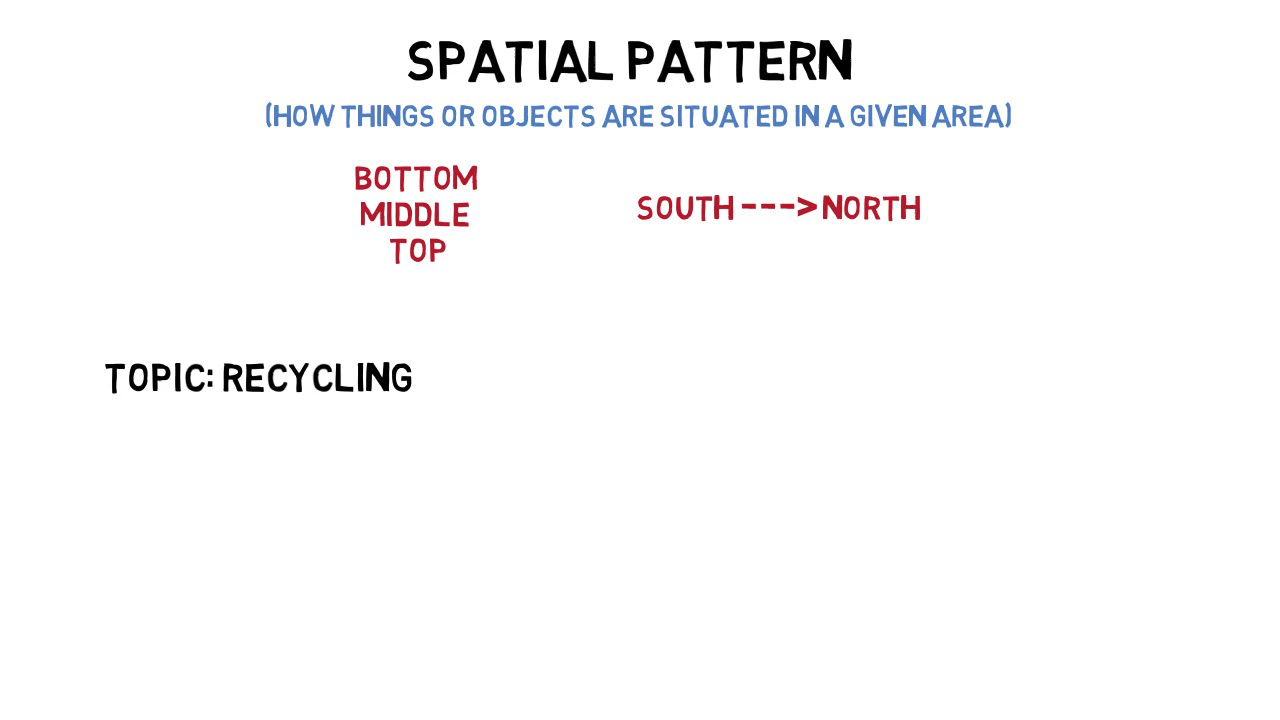 SPATIAL PATTERN
(HOW THINGS OR OBJECTS ARE SITUATED IN A GIVEN AREA)
BOTTOM
MIDDLE
TOP
SOUTH ---> NORTH
TOPIC: RECYCLING